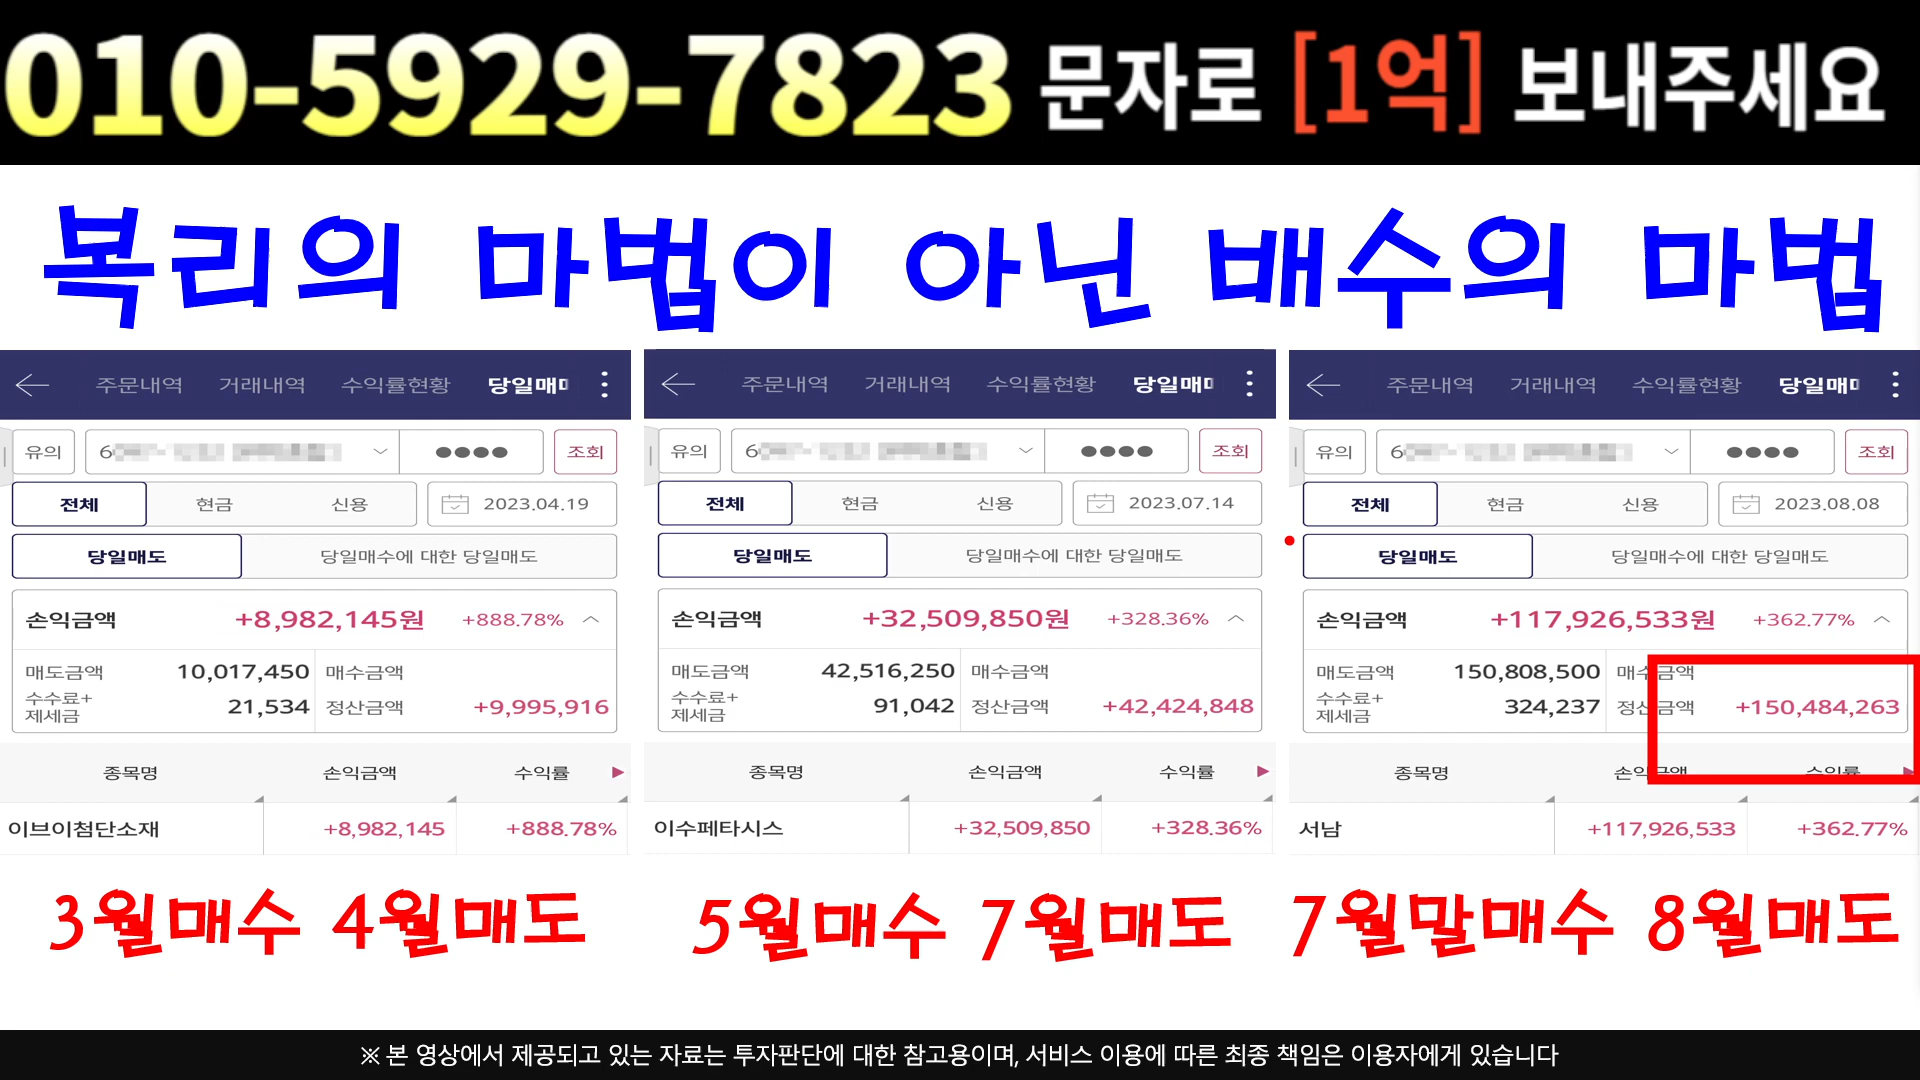 010-5929-7823 문자로 [1억] 보내주세요
복리의 마법이 아닌 배수의 마법
주문내역 거래내역 수익률현황 당일매
유의 6 ●●●● 조회
전체 현금 신용 2023.04.19
당일매도 당일매수에 대한 당일매도
손익금액 +8,982,145원 +888.78%
매도금액 10,017,450 매수금액
수수료+
제세금 21,534 정산금액 +9,995,916
종목명 손익금액 수익률
이브이첨단소재 +8,982,145 +888.78%
3월매수 4월매도
주문내역 거래내역 수익률현황 당일매
유의 6 ●●●● 조회
전체 현금 신용 2023.07.14
당일매도 당일매수에 대한 당일매도
손익금액 +32,509,850원 +328.36%
매도금액 42,516,250 매수금액
수수료+
제세금 91,042 정산금액 +42,424,848
종목명 손익금액 수익률
이수페타시스 +32,509,850 +328.36%
5월매수 7월매도
주문내역 거래내역 수익률현황 당일매
유의 6 ●●●● 조회
전체 현금 신용 2023.08.08
당일매도 당일매수에 대한 당일매도
손익금액 +117,926,533원 +362.77%
매도금액 150,808,500 매수금액
수수료+
제세금 324,237 정산금액 +150,484,263
종목명 손익금액 수익률
서남 +117,926,533 +362.77%
7월말매수 8월매도
※ 본 영상에서 제공되고 있는 자료는 투자판단에 대한 참고용이며, 서비스 이용에 따른 최종 책임은 이용자에게 있습니다